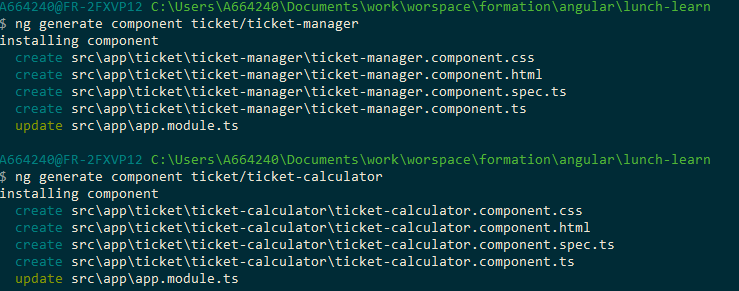 A664240@FR-2FXVP12 C:\Users\A664240\Documents\work\worspace\formation\angular\lunch-learn
$ ng generate component ticket/ticket-manager
installing component
create src\app\ticket\ticket-manager\ticket-manager.component.css
create src\app\ticket\ticket-manager\ticket-manager.component.html
create src\app\ticket\ticket-manager\ticket-manager.component.spec.ts
create src\app\ticket\ticket-manager\ticket-manager.component.ts
update src\app\app.module.ts
A664240@FR-2FXVP12 C:\Users\A664240\Documents\work\worspace\formation\angular\lunch-learn
$ ng generate component ticket/ticket-calculator
installing component
create src\app\ticket\ticket-calculator\ticket-calculator.component.css
create src\app\ticket\ticket-calculator\ticket-calculator.component.html
create src\app\ticket\ticket-calculator\ticket-calculator.component.spec.ts
create src\app\ticket\ticket-calculator\ticket-calculator.component.ts
update src\app\app.module.ts